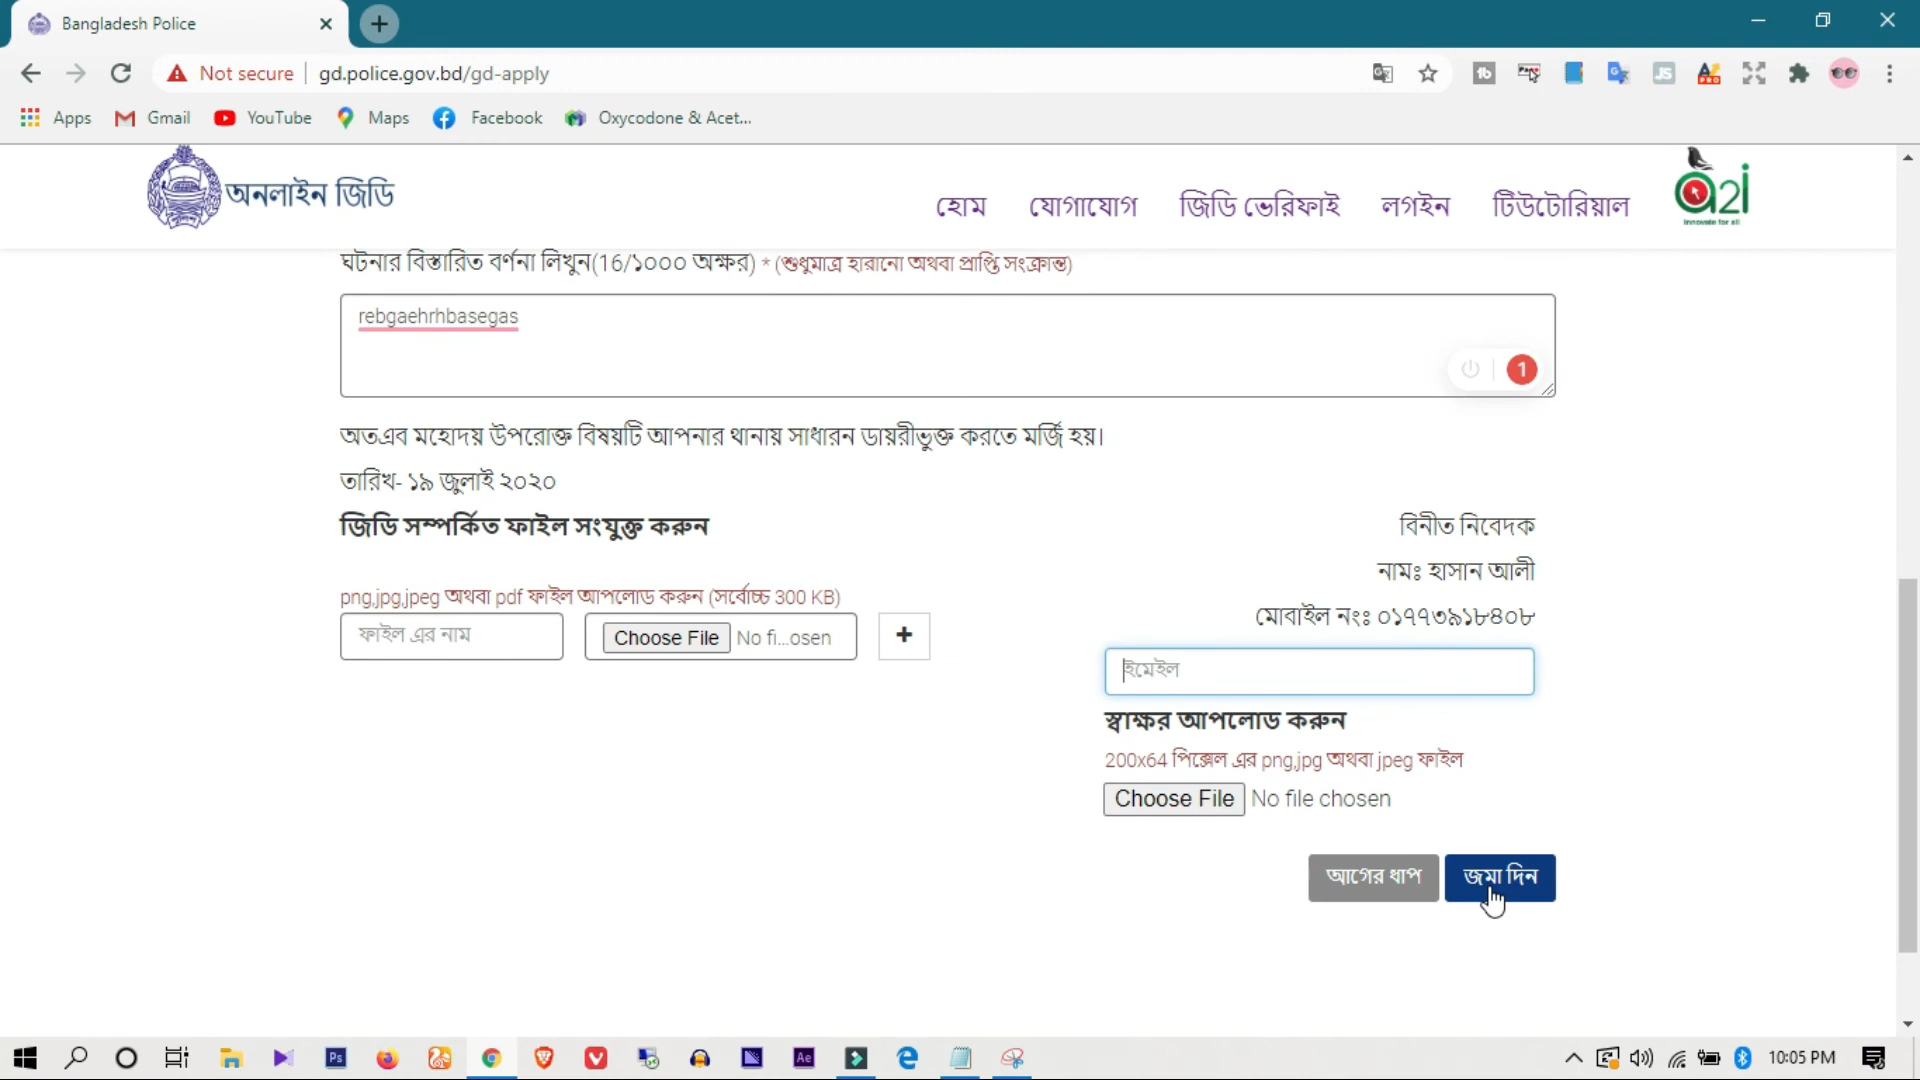 Bangladesh Police
Not secure gd.police.gov.bd/gd-apply
Apps Gmail YouTube Maps Facebook Oxycodone & Acet...
অনলাইন জিডি
হোম যোগাযোগ জিডি ভেরিফাই লগইন টিউটোরিয়াল
a2i
innovate for all
ঘটনার বিস্তারিত বর্ণনা লিখুন(16/১০০০ অক্ষর) * (শুধুমাত্র হারানো অথবা প্রাপ্তি সংক্রান্ত)
rebgaehrhbasegas
1
অতএব মহোদয় উপরোক্ত বিষয়টি আপনার থানায় সাধারন ডায়রীভুক্ত করতে মর্জি হয়।
তারিখ- ১৯ জুলাই ২০২০
জিডি সম্পর্কিত ফাইল সংযুক্ত করুন
png,jpg,jpeg অথবা pdf ফাইল আপলোড করুন (সর্বোচ্চ 300 KB)
ফাইল এর নাম Choose File No fi...osen +
বিনীত নিবেদক
নামঃ হাসান আলী
মোবাইল নংঃ ০১৭৭৩৯১৮৪০৮
ইমেইল
স্বাক্ষর আপলোড করুন
200x64 পিক্সেল এর png,jpg অথবা jpeg ফাইল
Choose File No file chosen
আগের ধাপ জমা দিন
10:05 PM